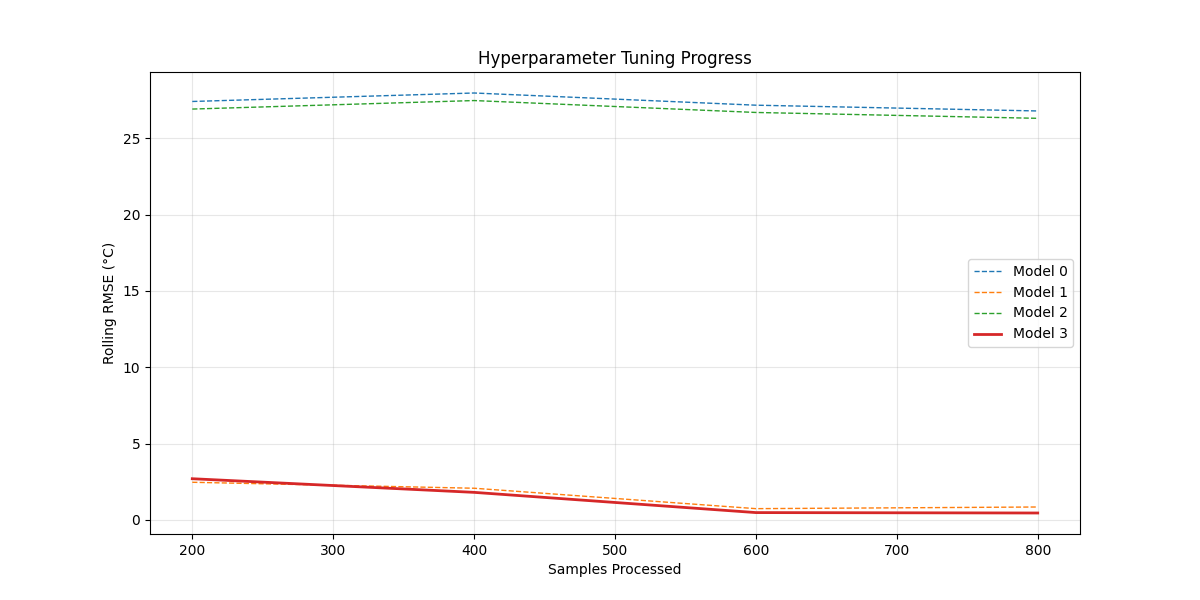 Hyperparameter Tuning Progress
Rolling RMSE (°C)
25
20
15
10
5
0
Model 0
Model 1
Model 2
Model 3
200 300 400 500 600 700 800
Samples Processed